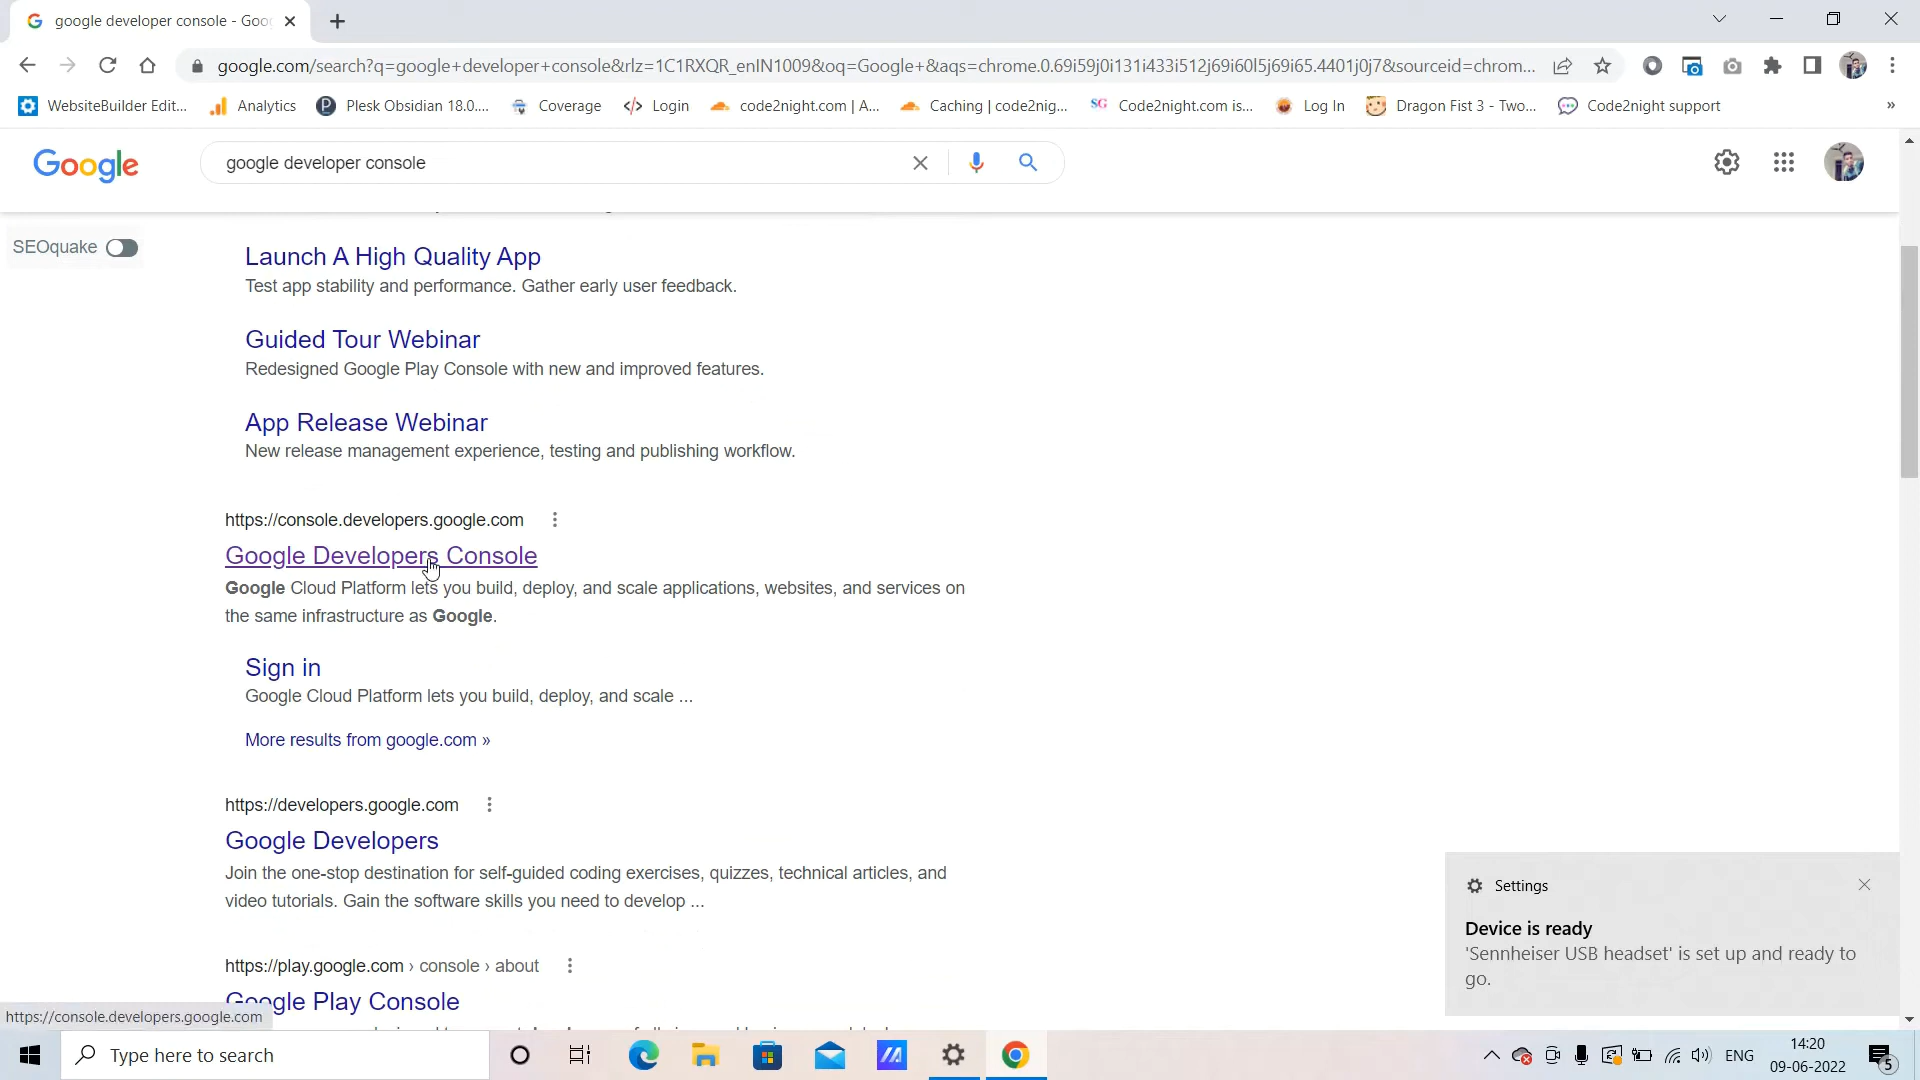 google developer console - Goo
google.com/search?q=google+developer+console&rlz=1C1RXQR_enIN1009&oq=Google+&aqs=chrome.0.69i59j0i131i433i512j69i60l5j69i65.4401j0j7&sourceid=chrom...
WebsiteBuilder Edit... Analytics Plesk Obsidian 18.0.... Coverage Login code2night.com | A... Caching | code2nig... Code2night.com is... Log In Dragon Fist 3 - Two... Code2night support »
Google google developer console
SEOquake
Launch A High Quality App
Test app stability and performance. Gather early user feedback.
Guided Tour Webinar
Redesigned Google Play Console with new and improved features.
App Release Webinar
New release management experience, testing and publishing workflow.
https://console.developers.google.com
Google Developers Console
Google Cloud Platform lets you build, deploy, and scale applications, websites, and services on
the same infrastructure as Google.
Sign in
Google Cloud Platform lets you build, deploy, and scale ...
More results from google.com »
https://developers.google.com
Google Developers
Join the one-stop destination for self-guided coding exercises, quizzes, technical articles, and
video tutorials. Gain the software skills you need to develop ...
https://play.google.com › console › about
Google Play Console
Settings
Device is ready
'Sennheiser USB headset' is set up and ready to
go.
https://console.developers.google.com
Type here to search
ENG
14:20
09-06-2022
5